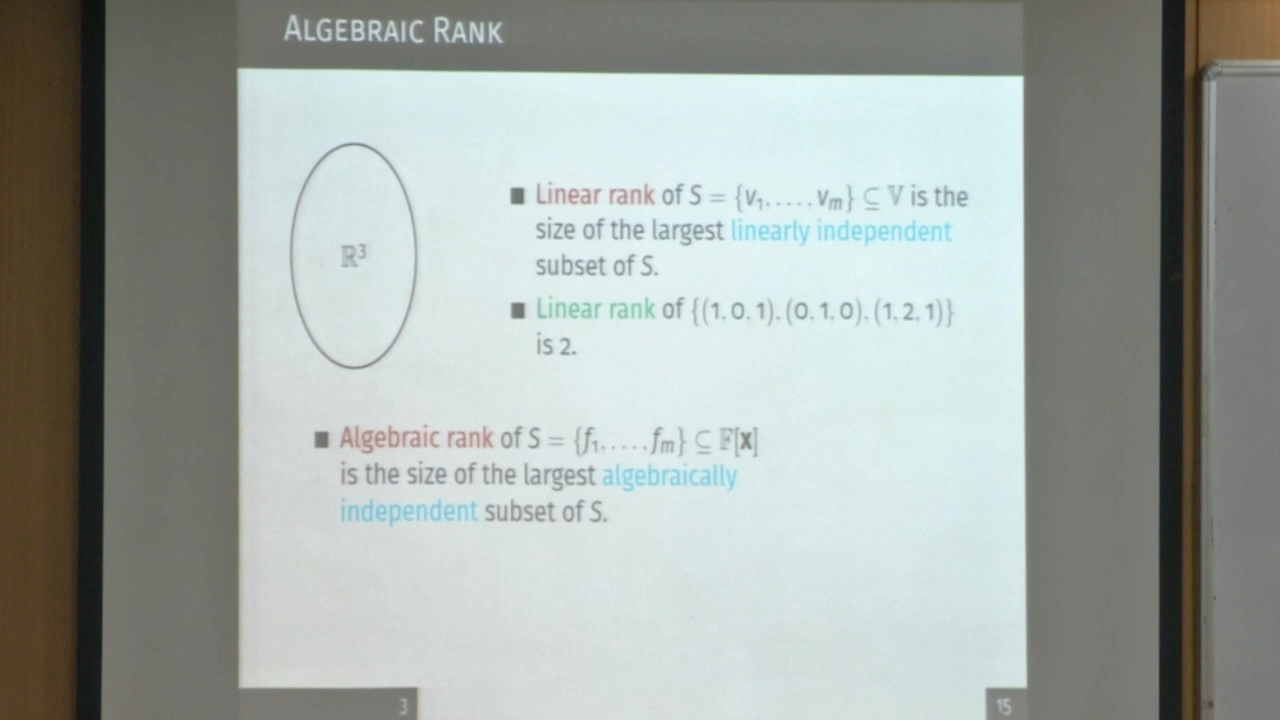 ALGEBRAIC RANK
ℝ³
■ Linear rank of S = {v₁, . . . , vₘ} ⊆ 𝕍 is the
size of the largest linearly independent
subset of S.
■ Linear rank of {(1, 0, 1), (0, 1, 0), (1, 2, 1)}
is 2.
■ Algebraic rank of S = {f₁, . . . , fₘ} ⊆ 𝔽[x]
is the size of the largest algebraically
independent subset of S.
3
15